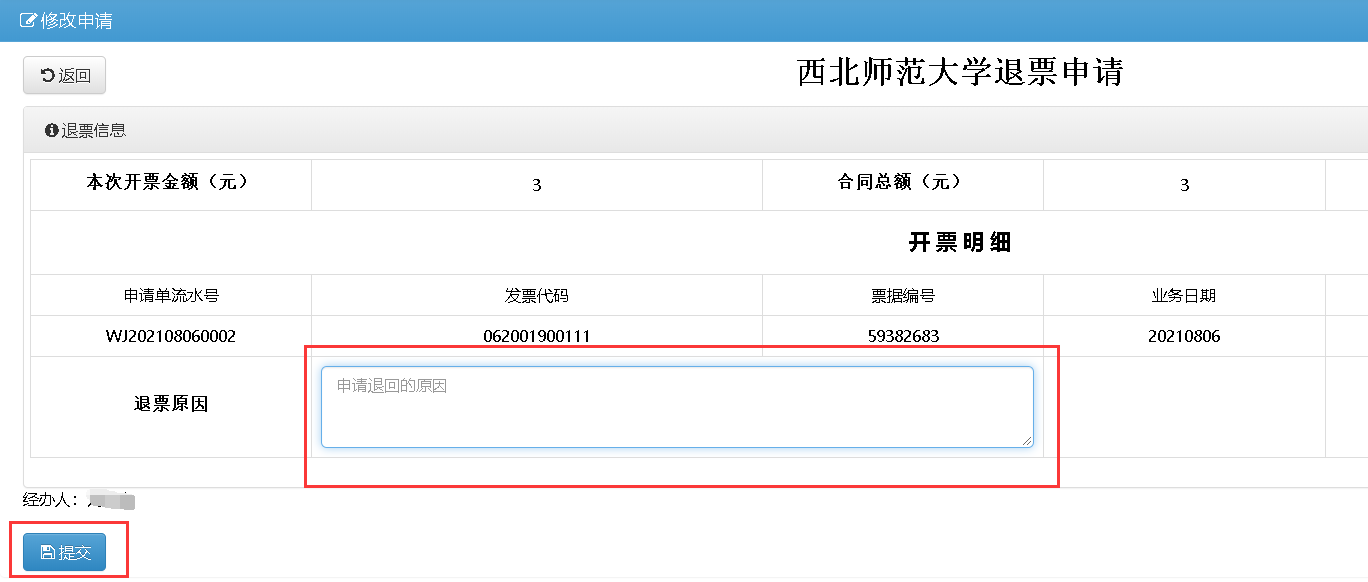 修改申请
返回
西北师范大学退票申请
退票信息
本次开票金额（元） 3 合同总额（元） 3
开票明细
申请单流水号 发票代码 票据编号 业务日期
WJ202108060002 062001900111 59382683 20210806
退票原因 申请退回的原因
经办人：
提交